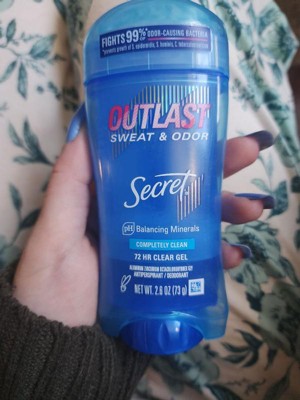 FIGHTS 99% OF ODOR-CAUSING BACTERIA*
OUTLAST
SWEAT & ODOR
Secret
pH Balancing Minerals
COMPLETELY CLEAN
72 HR CLEAR GEL
ANTIPERSPIRANT / DEODORANT
NET WT. 2.6 OZ (73 g)